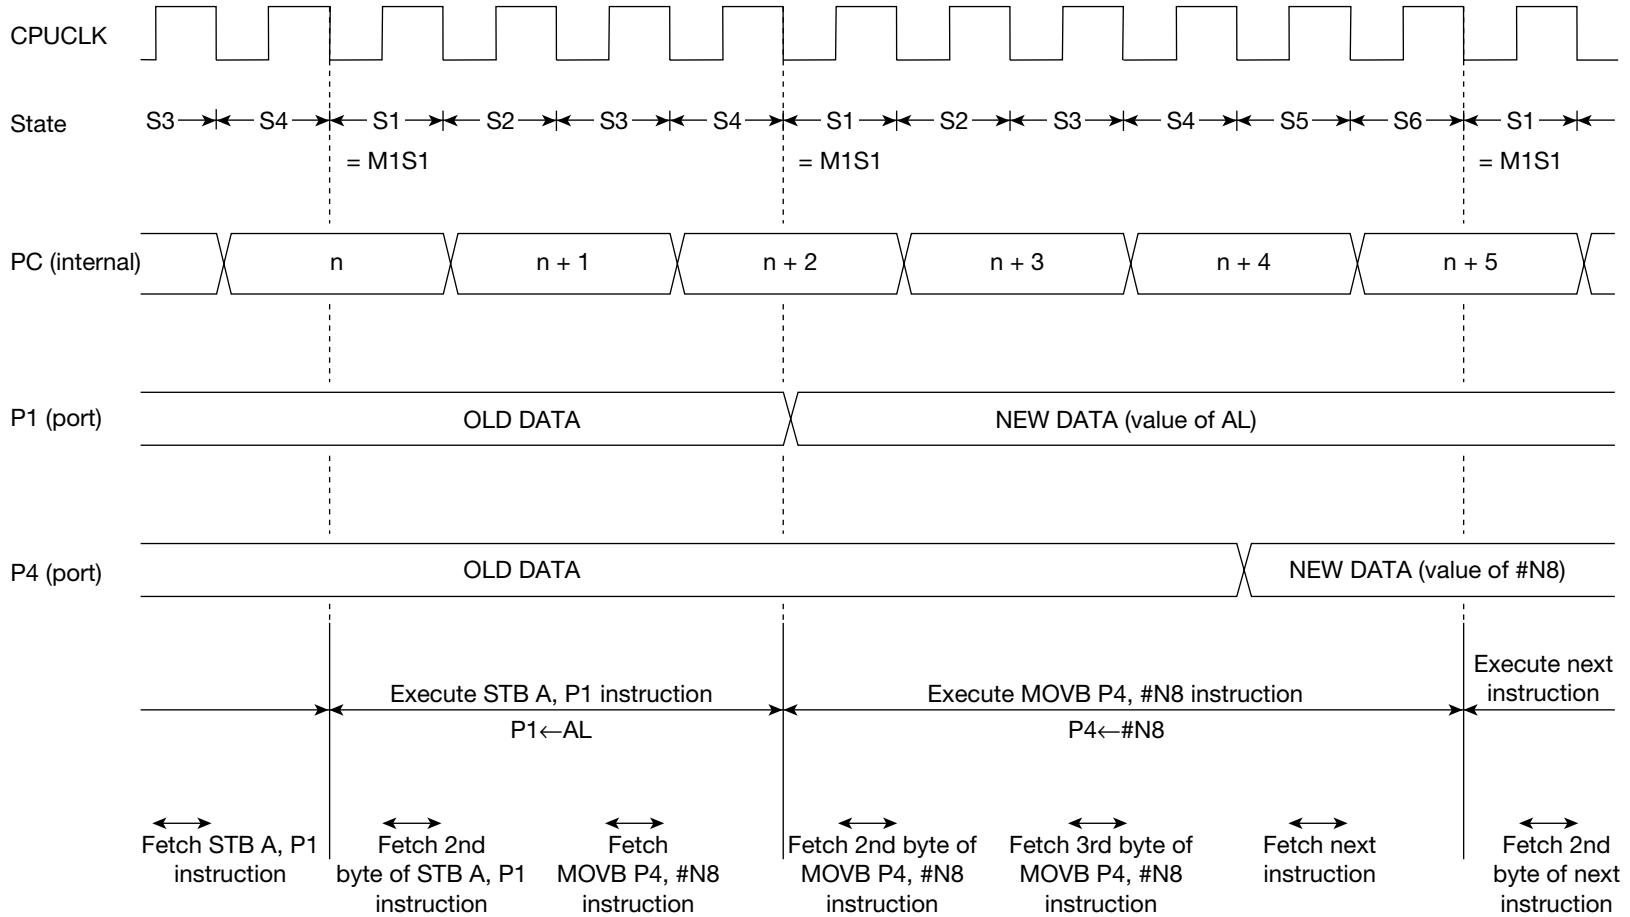 CPUCLK
State S3 S4 S1 S2 S3 S4 S1 S2 S3 S4 S5 S6 S1
= M1S1 = M1S1 = M1S1
PC (internal) n n + 1 n + 2 n + 3 n + 4 n + 5
P1 (port) OLD DATA NEW DATA (value of AL)
P4 (port) OLD DATA NEW DATA (value of #N8)
Execute STB A, P1 instruction
P1←AL
Execute MOVB P4, #N8 instruction
P4←#N8
Execute next
instruction
Fetch STB A, P1
instruction
Fetch 2nd
byte of STB A, P1
instruction
Fetch
MOVB P4, #N8
instruction
Fetch 2nd byte of
MOVB P4, #N8
instruction
Fetch 3rd byte of
MOVB P4, #N8
instruction
Fetch next
instruction
Fetch 2nd
byte of next
instruction